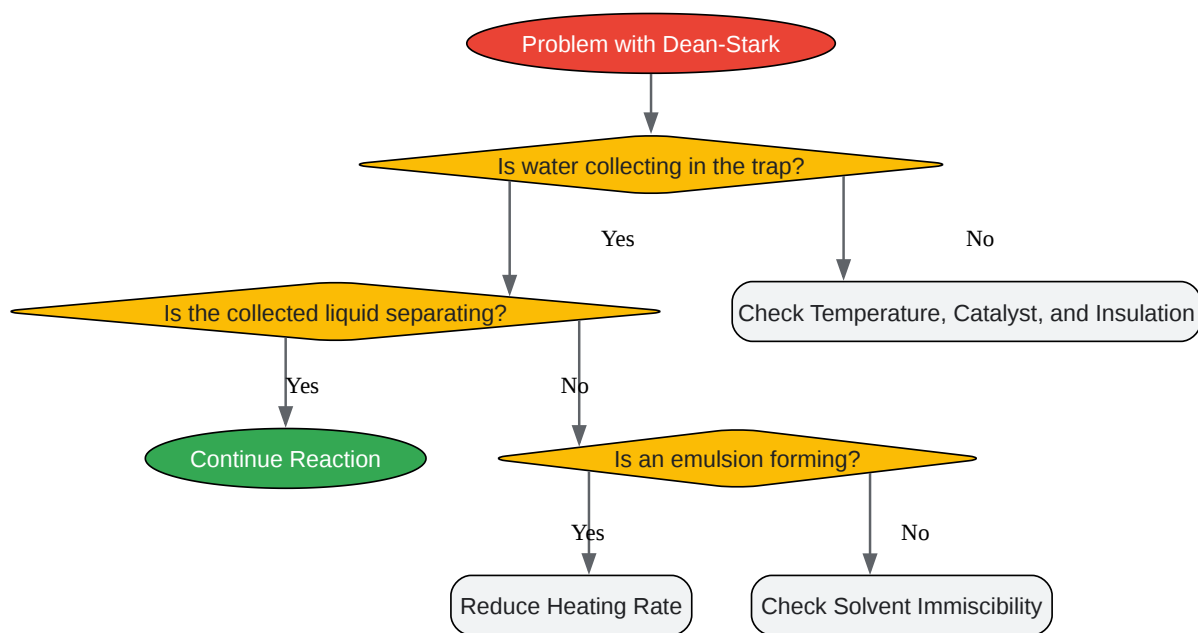 Problem with Dean-Stark
Is water collecting in the trap?
Yes
No
Is the collected liquid separating?
Check Temperature, Catalyst, and Insulation
Yes
No
Continue Reaction
Is an emulsion forming?
Yes
No
Reduce Heating Rate
Check Solvent Immiscibility